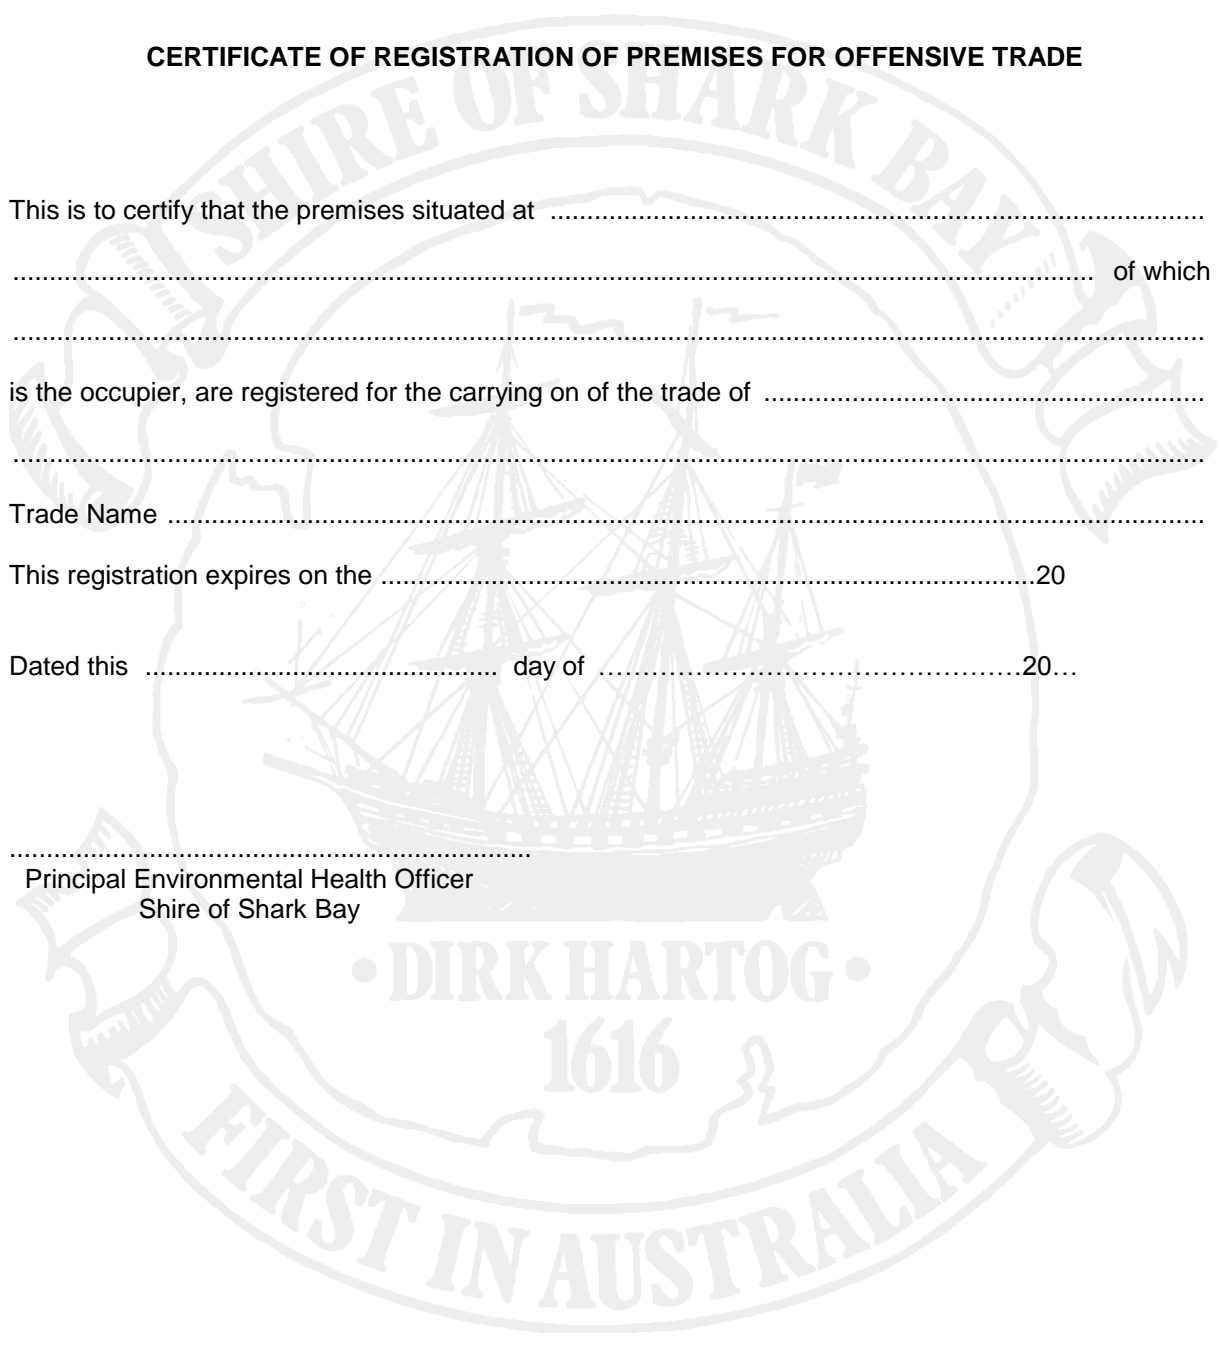 CERTIFICATE OF REGISTRATION OF PREMISES FOR OFFENSIVE TRADE
SHIRE OF SHARK BAY
This is to certify that the premises situated at ..........................................................................................
..................................................................................................................................................... of which
....................................................................................................................................................................
is the occupier, are registered for the carrying on of the trade of ............................................................
....................................................................................................................................................................
Trade Name ..............................................................................................................................................
This registration expires on the ..........................................................................................20
Dated this ................................................ day of …………………………………………20…
.......................................................................
Principal Environmental Health Officer
Shire of Shark Bay
• DIRK HARTOG •
1616
FIRST IN AUSTRALIA